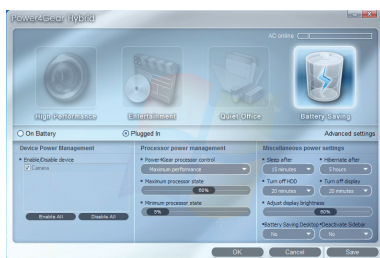 Power4Gear Hybrid
AC online
High Performance Entertainment Quiet Office Battery Saving
On Battery Plugged In Advanced settings
Device Power Management Processor power management Miscellaneous power settings
Enable/Disable device Power4Gear processor control Sleep after Hibernate after
Camera Maximum performance 15 minutes 5 hours
Maximum processor state Turn off HDD Turn off display
60% 20 minutes 20 minutes
Minimum processor state Adjust display brightness
5% 60%
Enable All Disable All Battery Saving Desktop Deactivate Sidebar
No No
OK Cancel Save